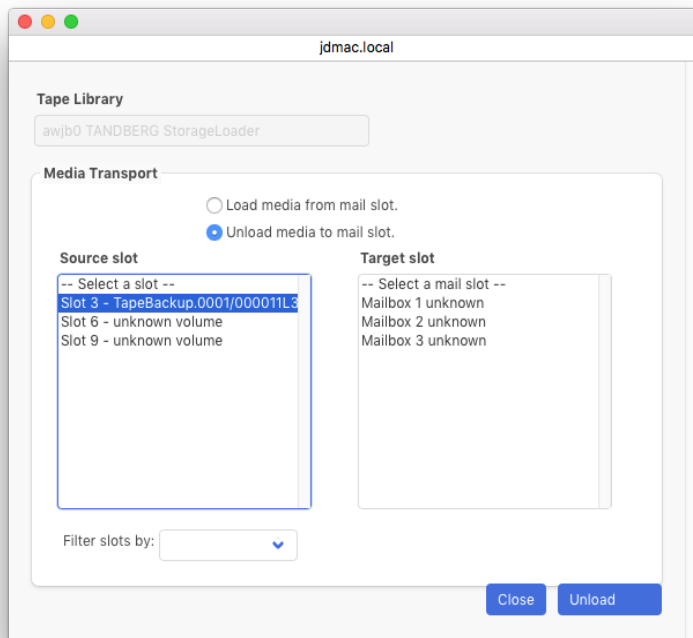 jdmac.local
Tape Library
awjb0 TANDBERG StorageLoader
Media Transport
Load media from mail slot.
Unload media to mail slot.
Source slot
-- Select a slot --
Slot 3 - TapeBackup.0001/000011L3
Slot 6 - unknown volume
Slot 9 - unknown volume
Target slot
-- Select a mail slot --
Mailbox 1 unknown
Mailbox 2 unknown
Mailbox 3 unknown
Filter slots by:
Close
Unload